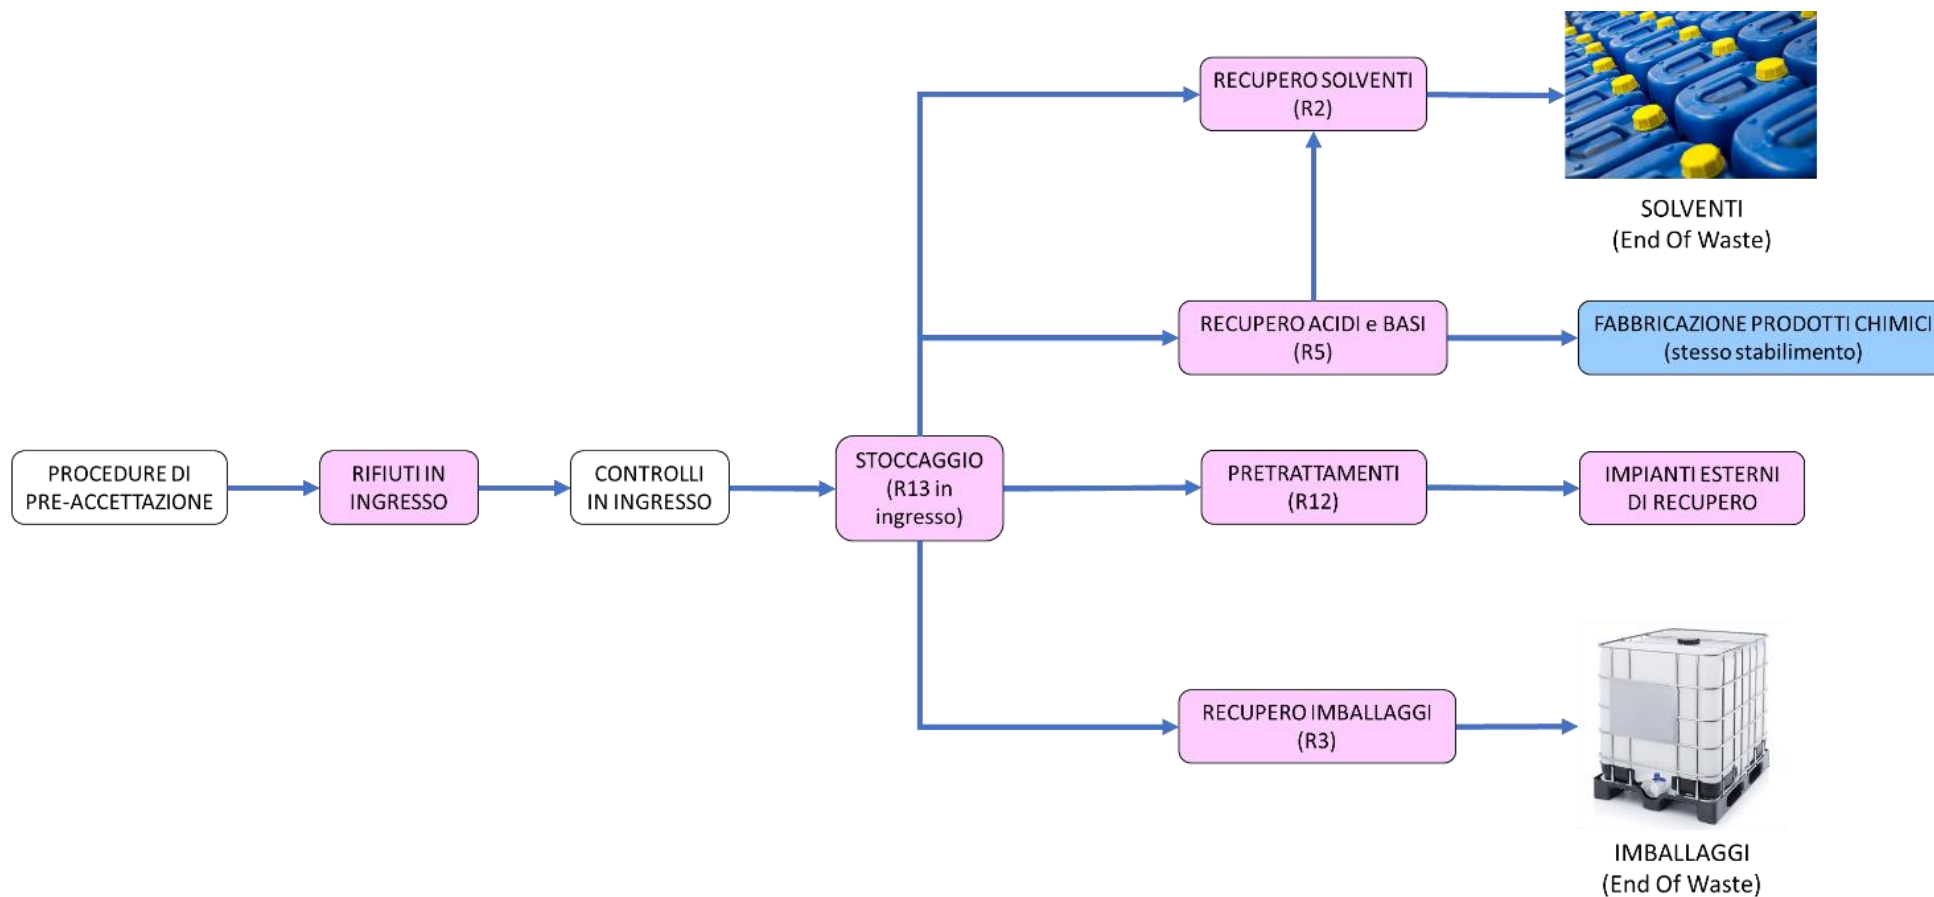 RECUPERO SOLVENTI
(R2)
SOLVENTI
(End Of Waste)
RECUPERO ACIDI e BASI
(R5)
FABBRICAZIONE PRODOTTI CHIMICI
(stesso stabilimento)
PROCEDURE DI
PRE-ACCETTAZIONE
RIFIUTI IN
INGRESSO
CONTROLLI
IN INGRESSO
STOCCAGGIO
(R13 in
ingresso)
PRETRATTAMENTI
(R12)
IMPIANTI ESTERNI
DI RECUPERO
RECUPERO IMBALLAGGI
(R3)
IMBALLAGGI
(End Of Waste)